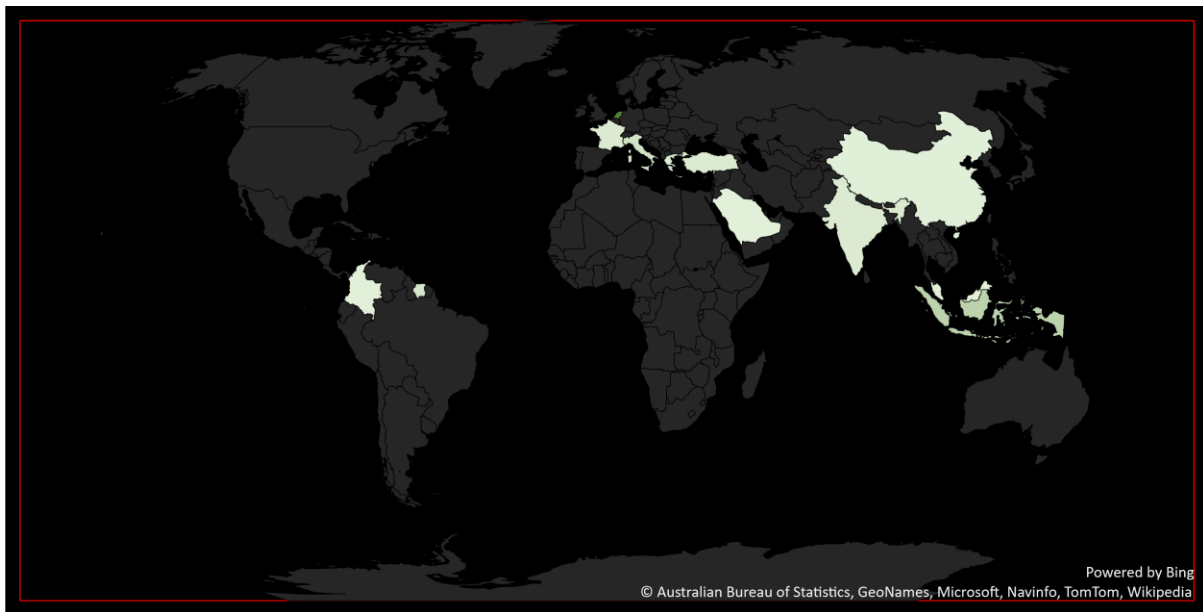 Powered by Bing
© Australian Bureau of Statistics, GeoNames, Microsoft, Navinfo, TomTom, Wikipedia